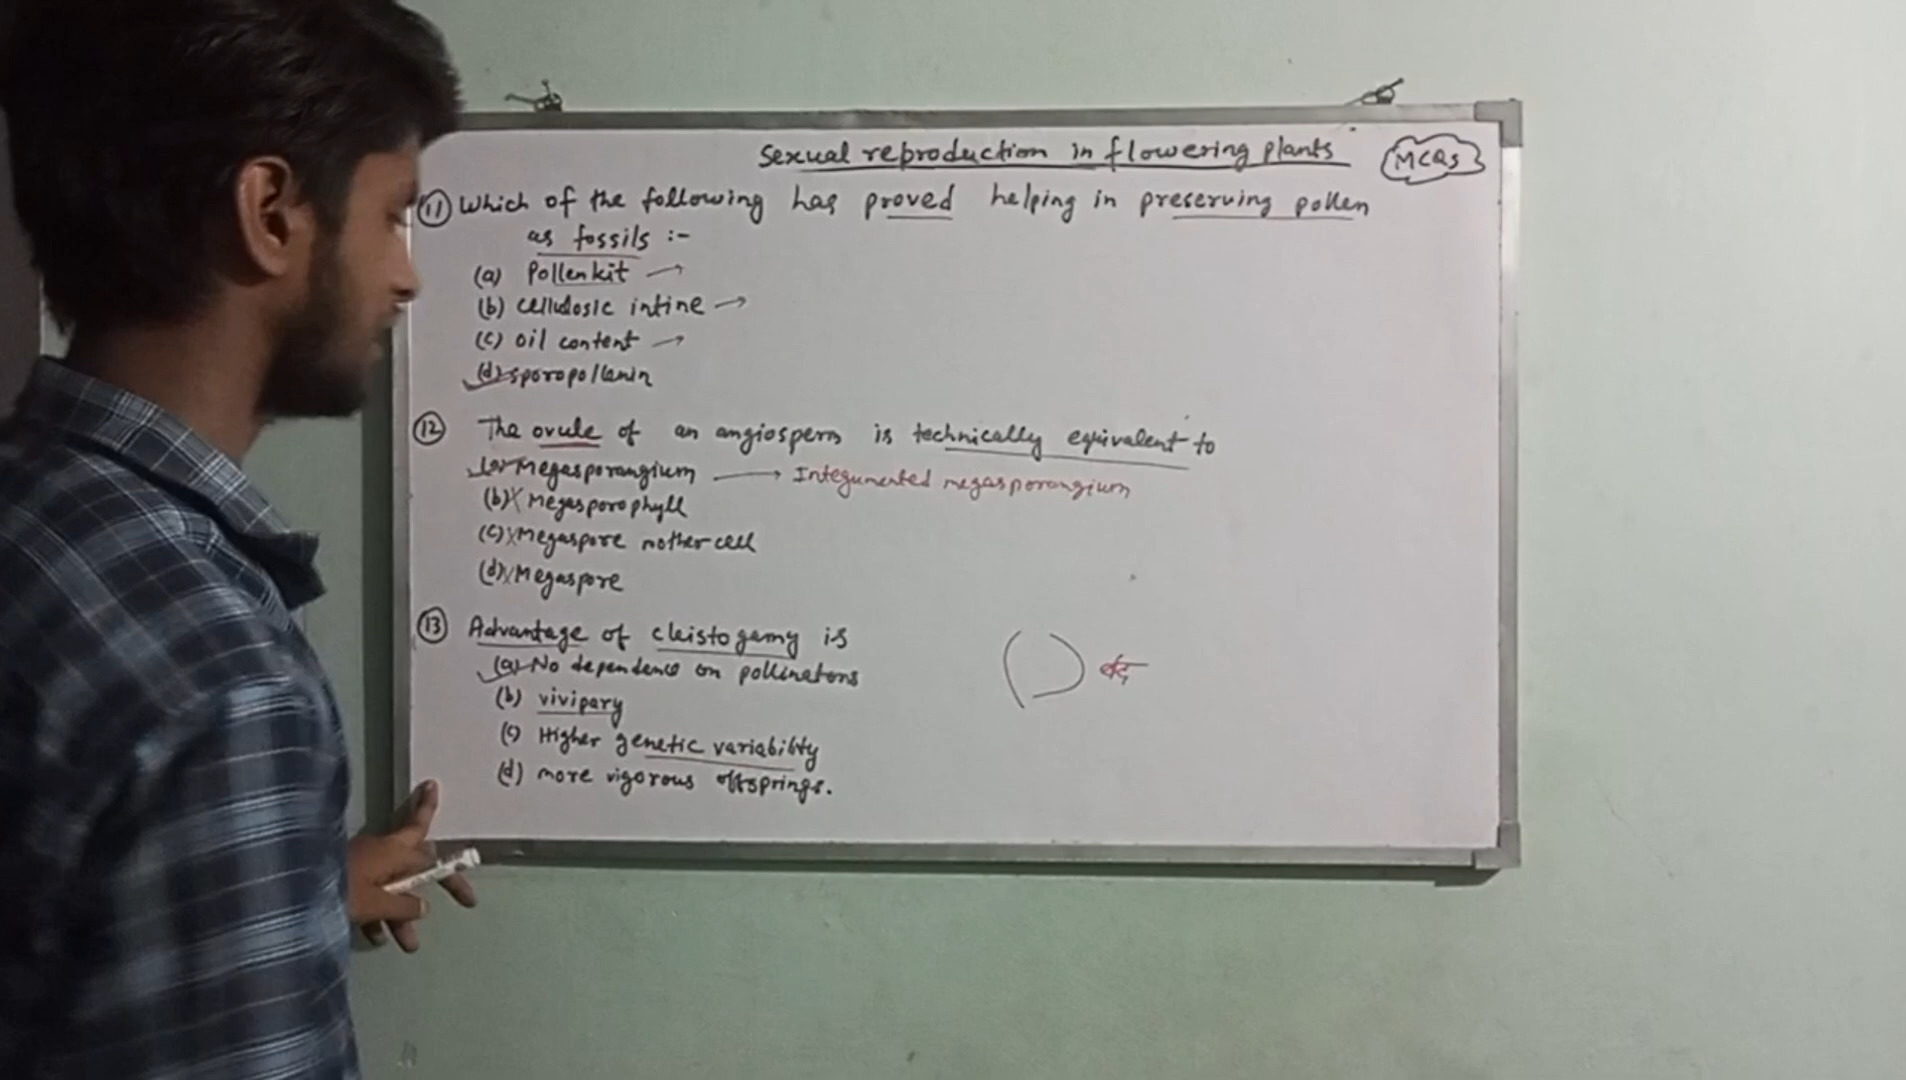 Sexual reproduction in flowering plants MCQs
11 Which of the following has proved helping in preserving pollen
as fossils :-
(a) Pollenkit →
(b) cellulosic intine →
(c) oil content →
(d) sporopollenin
12 The ovule of an angiosperm is technically equivalent to
(a) Megasporangium → Integumented megasporangium
(b) Megasporophyll
(c) Megaspore mother cell
(d) Megaspore
13 Advantage of cleistogamy is
(a) No dependence on pollinators
(b) vivipary
(c) Higher genetic variability
(d) more vigorous offsprings.